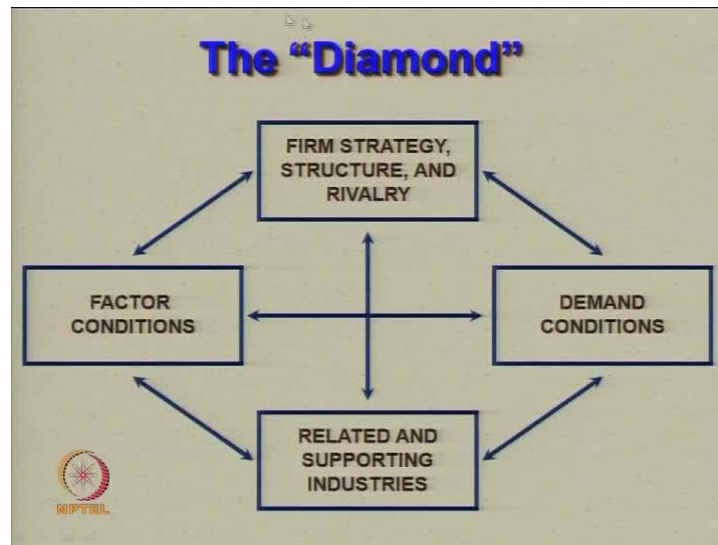 The “Diamond”
FIRM STRATEGY,
STRUCTURE, AND
RIVALRY
FACTOR
CONDITIONS
DEMAND
CONDITIONS
RELATED AND
SUPPORTING
INDUSTRIES
NPTEL